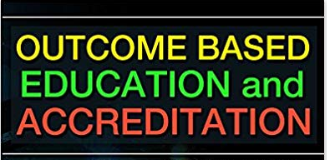 OUTCOME BASED
EDUCATION and
ACCREDITATION